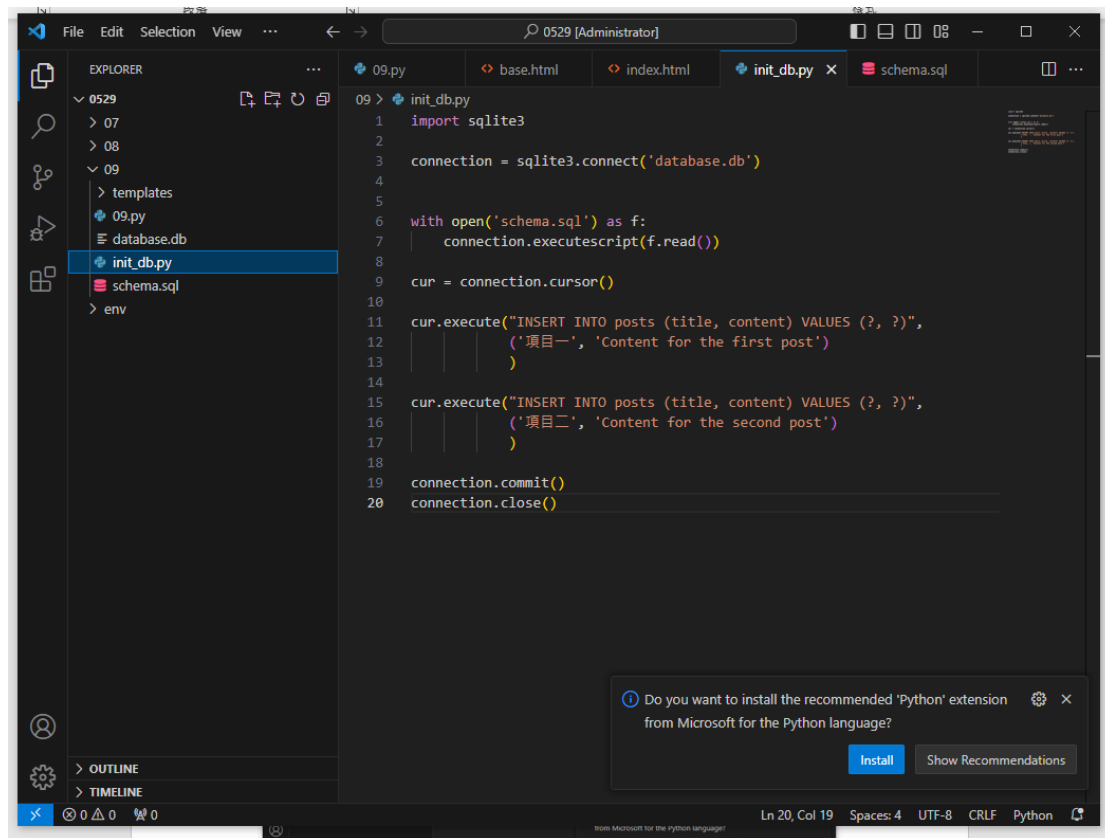 File Edit Selection View ... 0529 [Administrator]
EXPLORER ...
09.py base.html index.html init_db.py schema.sql ...
0529
09 > init_db.py
07
08
09
templates
09.py
database.db
init_db.py
schema.sql
env
1 import sqlite3
2
3 connection = sqlite3.connect('database.db')
4
5
6 with open('schema.sql') as f:
7 connection.executescript(f.read())
8
9 cur = connection.cursor()
10
11 cur.execute("INSERT INTO posts (title, content) VALUES (?, ?)",
12 ('項目一', 'Content for the first post')
13 )
14
15 cur.execute("INSERT INTO posts (title, content) VALUES (?, ?)",
16 ('項目二', 'Content for the second post')
17 )
18
19 connection.commit()
20 connection.close()
Do you want to install the recommended 'Python' extension
from Microsoft for the Python language?
Install Show Recommendations
OUTLINE
TIMELINE
0 0 0 Ln 20, Col 19 Spaces: 4 UTF-8 CRLF Python
from Microsoft for the Python language?